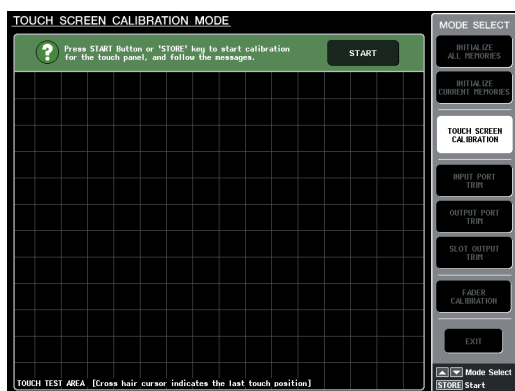 TOUCH SCREEN CALIBRATION MODE
Press START Button or 'STORE' key to start calibration
for the touch panel, and follow the messages.
START
TOUCH TEST AREA [Cross hair cursor indicates the last touch position]
MODE SELECT
INITIALIZE
ALL MEMORIES
INITIALIZE
CURRENT MEMORIES
TOUCH SCREEN
CALIBRATION
INPUT PORT
TRIM
OUTPUT PORT
TRIM
SLOT OUTPUT
TRIM
FADER
CALIBRATION
EXIT
Mode Select
STORE Start